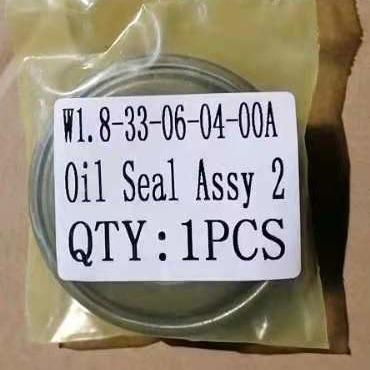 W1.8-33-06-04-00A
Oil Seal Assy 2
QTY:1PCS